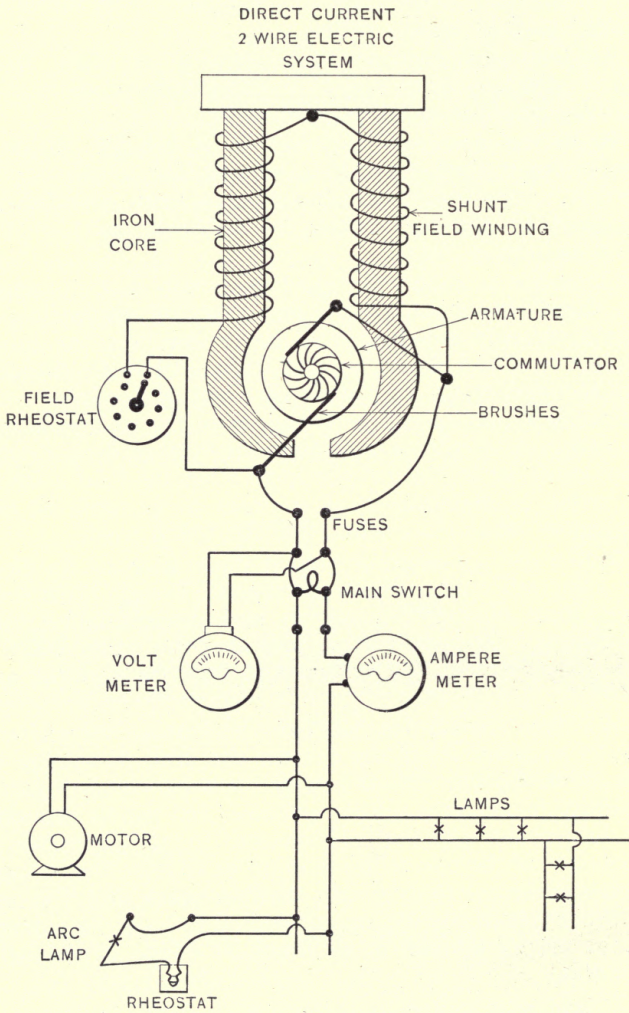 DIRECT CURRENT
2 WIRE ELECTRIC
SYSTEM
IRON
CORE
SHUNT
FIELD WINDING
ARMATURE
COMMUTATOR
FIELD
RHEOSTAT
BRUSHES
FUSES
MAIN SWITCH
VOLT
METER
AMPERE
METER
LAMPS
MOTOR
ARC
LAMP
RHEOSTAT